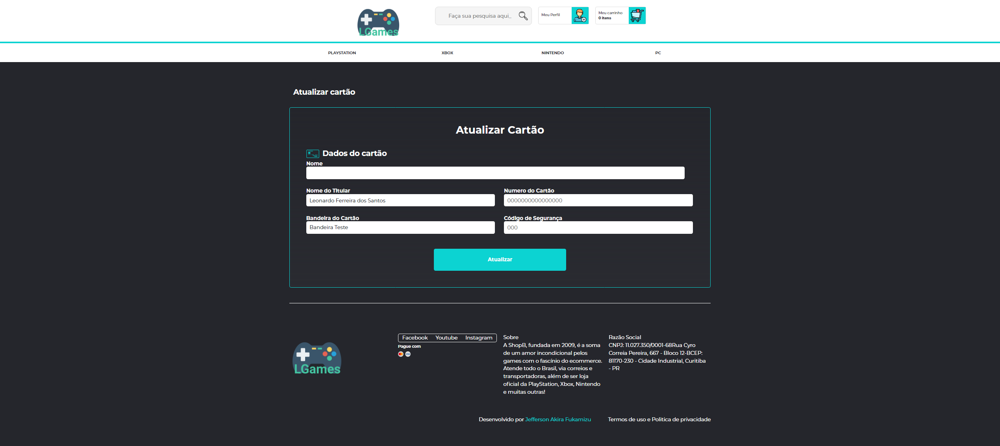 LGames
Faça sua pesquisa aqui_
Meu Perfil
Meu carrinho
0 itens
PLAYSTATION
XBOX
NINTENDO
PC
Atualizar cartão
Atualizar Cartão
Dados do cartão
Nome
Nome do Titular
Numero do Cartão
Leonardo Ferreira dos Santos
0000000000000000
Bandeira do Cartão
Código de Segurança
Bandeira Teste
000
Atualizar
LGames
Facebook Youtube Instagram
Pague com
VISA
Sobre
A ShopB, fundada em 2009, é a soma
de um amor incondicional pelos
games com o fascínio do ecommerce.
Atende todo o Brasil, via correios e
transportadoras, além de ser loja
oficial da PlayStation, Xbox, Nintendo
e muitas outras!
Razão Social
CNPJ: 11.027.350/0001-68Rua Cyro
Correia Pereira, 667 - Bloco 12-BCEP:
81170-230 - Cidade Industrial, Curitiba
- PR
Desenvolvido por Jefferson Akira Fukamizu
Termos de uso e Politica de privacidade